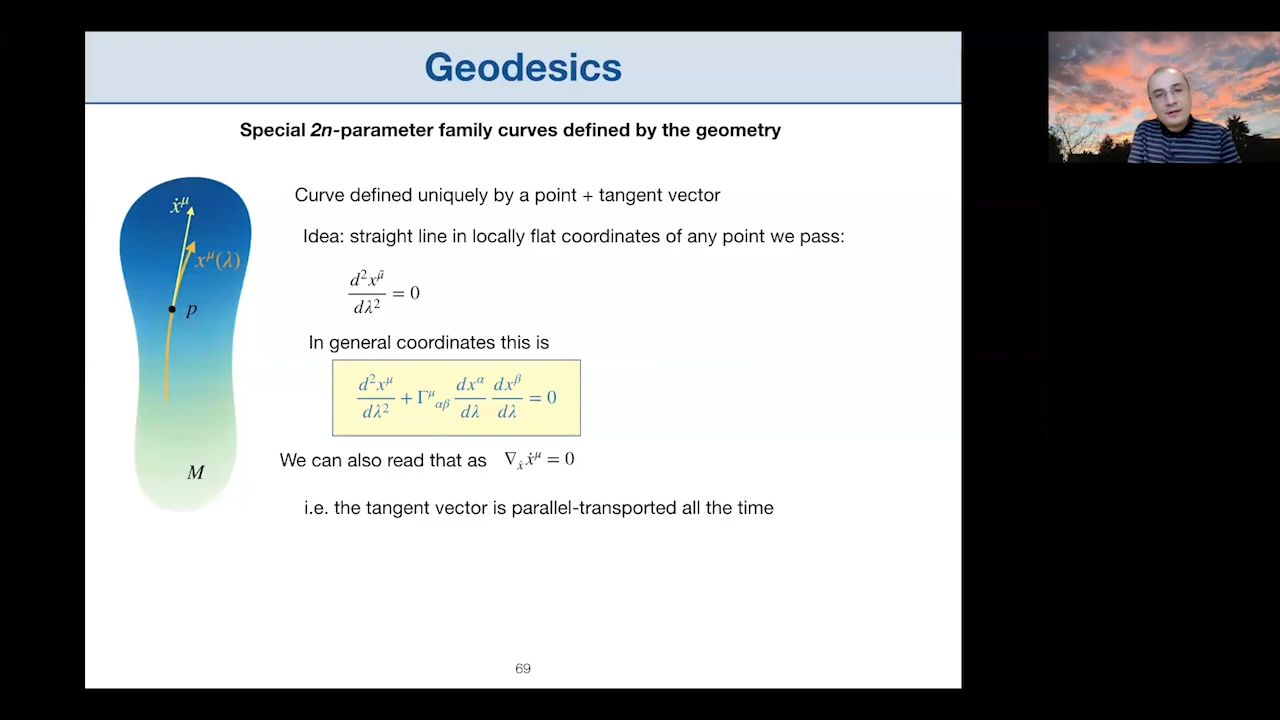 Geodesics
Special 2n-parameter family curves defined by the geometry
Curve defined uniquely by a point + tangent vector
Idea: straight line in locally flat coordinates of any point we pass:
ẋ^μ
x^μ(λ)
p
M
d²x^μ̃/dλ² = 0
In general coordinates this is
d²x^μ/dλ² + Γ^μ_αβ dx^α/dλ dx^β/dλ = 0
We can also read that as ∇_ẋ ẋ^μ = 0
i.e. the tangent vector is parallel-transported all the time
69